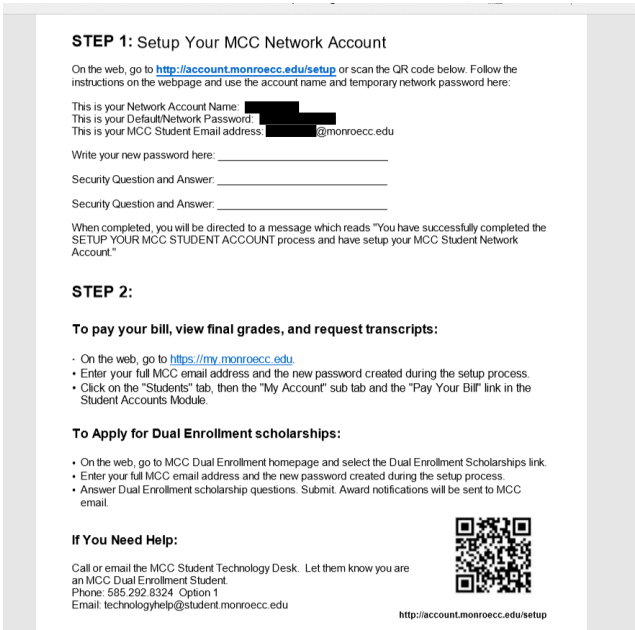 STEP 1: Setup Your MCC Network Account
On the web, go to http://account.monroecc.edu/setup or scan the QR code below. Follow the
instructions on the webpage and use the account name and temporary network password here:
This is your Network Account Name:
This is your Default/Network Password:
This is your MCC Student Email address: @monroecc.edu
Write your new password here: ____________________________
Security Question and Answer: ____________________________
Security Question and Answer: ____________________________
When completed, you will be directed to a message which reads "You have successfully completed the
SETUP YOUR MCC STUDENT ACCOUNT process and have setup your MCC Student Network
Account."
STEP 2:
To pay your bill, view final grades, and request transcripts:
· On the web, go to https://my.monroecc.edu.
• Enter your full MCC email address and the new password created during the setup process.
• Click on the "Students" tab, then the "My Account" sub tab and the "Pay Your Bill" link in the
Student Accounts Module.
To Apply for Dual Enrollment scholarships:
• On the web, go to MCC Dual Enrollment homepage and select the Dual Enrollment Scholarships link.
• Enter your full MCC email address and the new password created during the setup process.
• Answer Dual Enrollment scholarship questions. Submit. Award notifications will be sent to MCC
email.
If You Need Help:
Call or email the MCC Student Technology Desk. Let them know you are
an MCC Dual Enrollment Student.
Phone: 585.292.8324 Option 1
Email: technologyhelp@student.monroecc.edu
http://account.monroecc.edu/setup